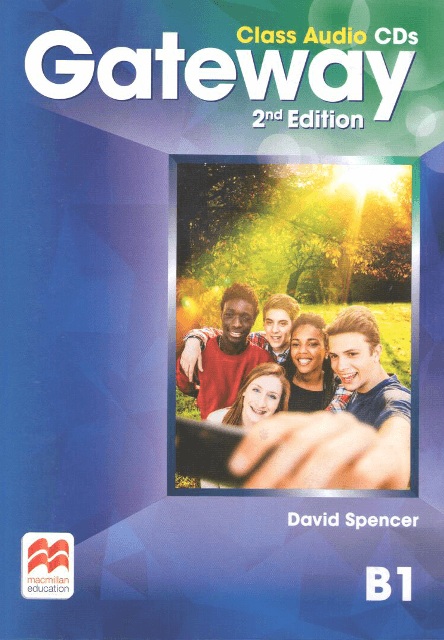 Class Audio CDs
Gateway
2nd Edition
David Spencer
B1
macmillan
education